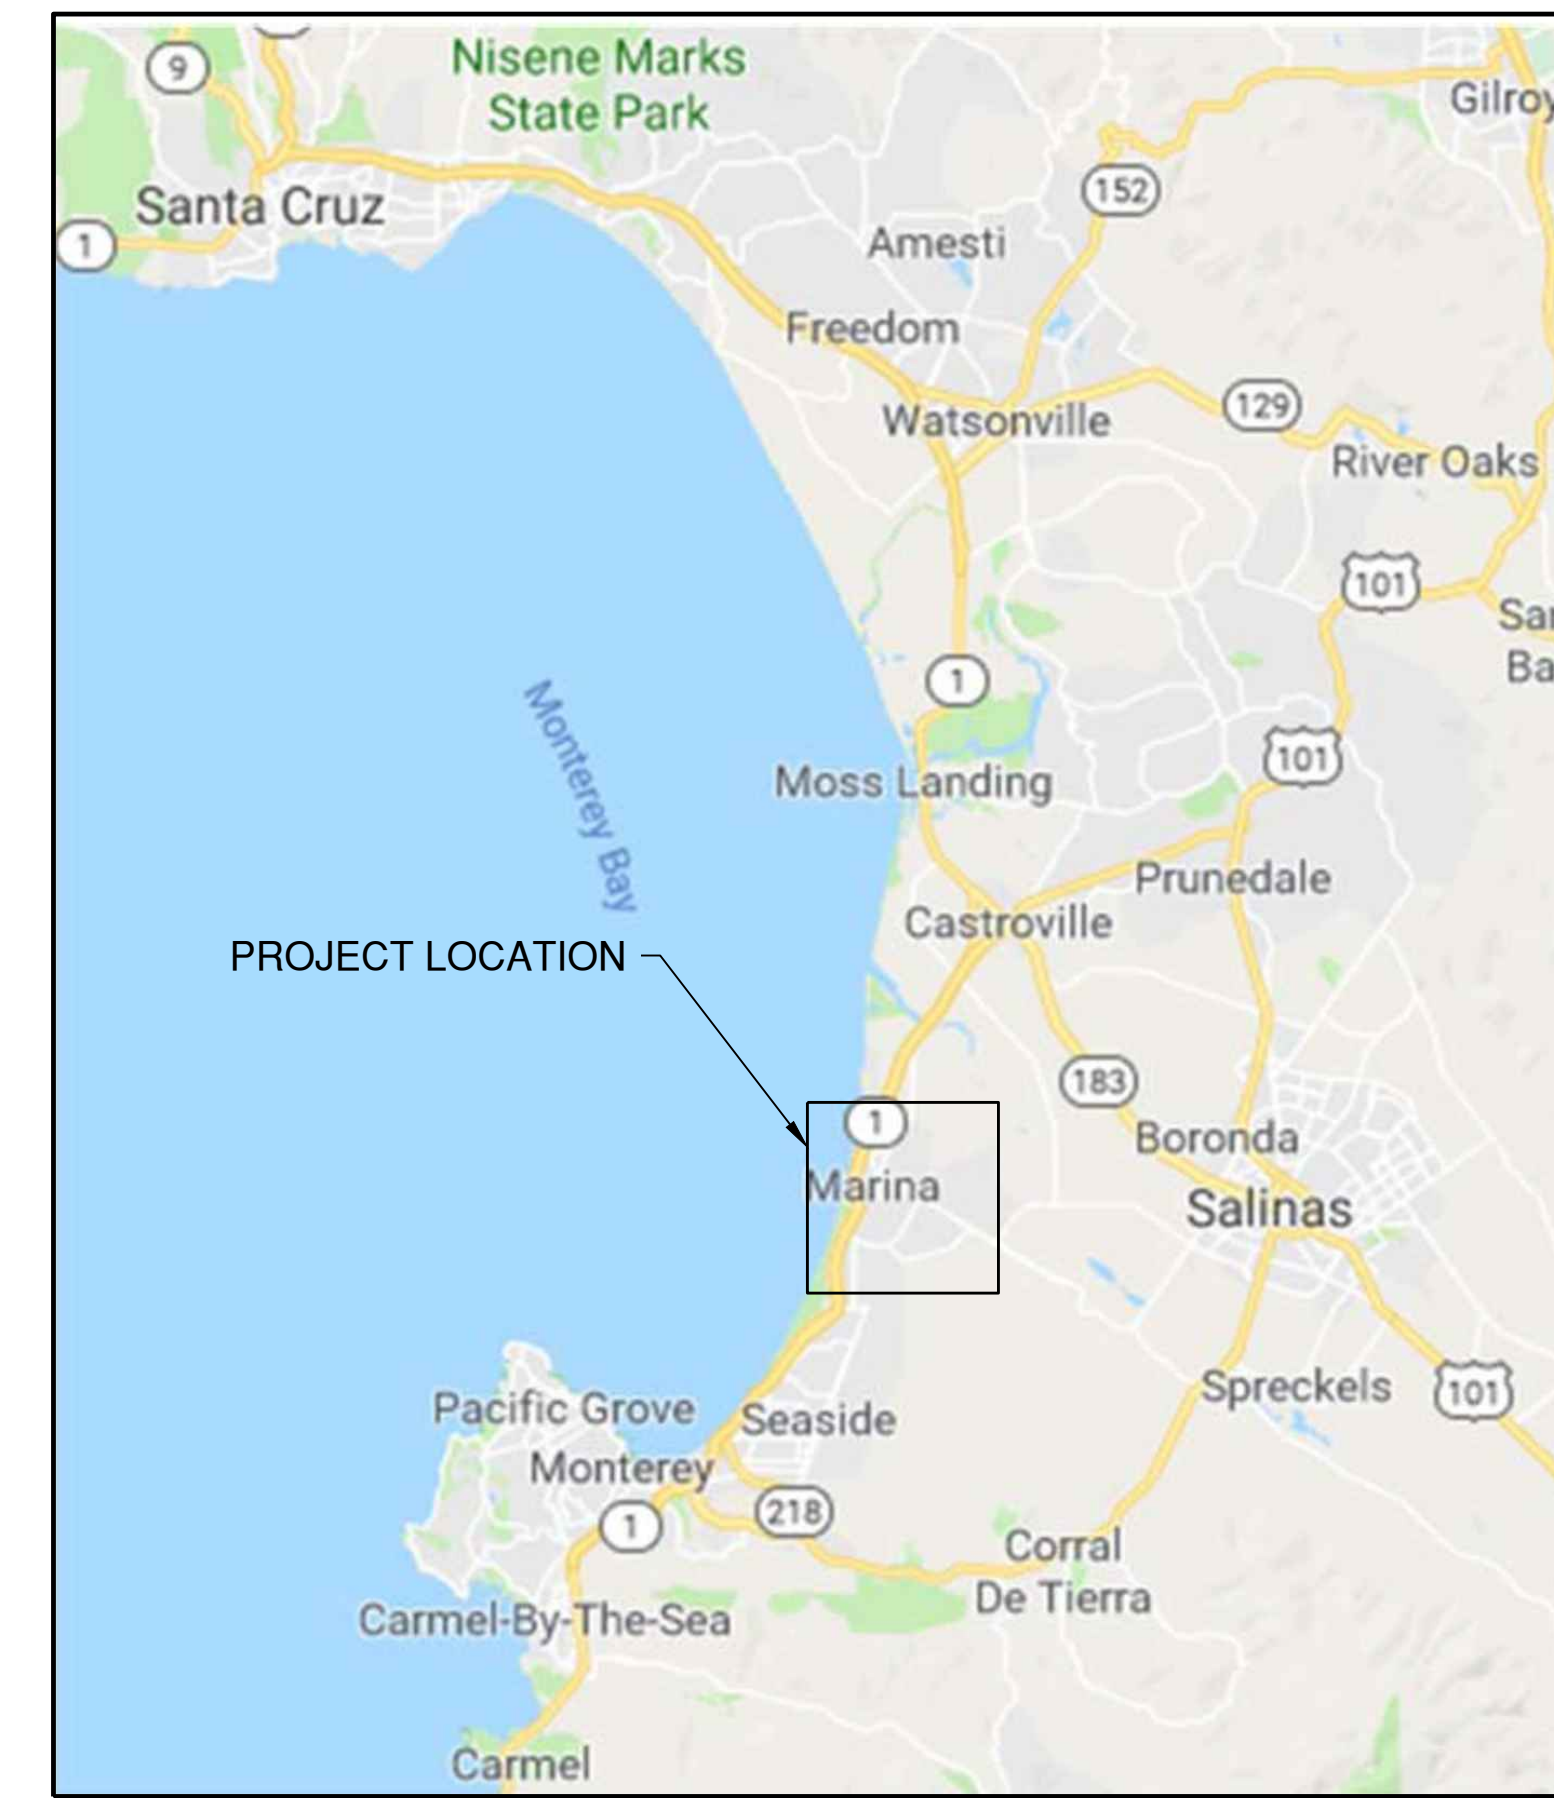 Nisene Marks
State Park
9
Gilroy
152
Santa Cruz
1
Amesti
Freedom
129
Watsonville
River Oaks
101
1
Monterey Bay
101
Moss Landing
Prunedale
Castroville
PROJECT LOCATION
183
1
Boronda
Marina
Salinas
Spreckels
101
Pacific Grove
Seaside
Monterey
218
1
Corral
De Tierra
Carmel-By-The-Sea
Carmel